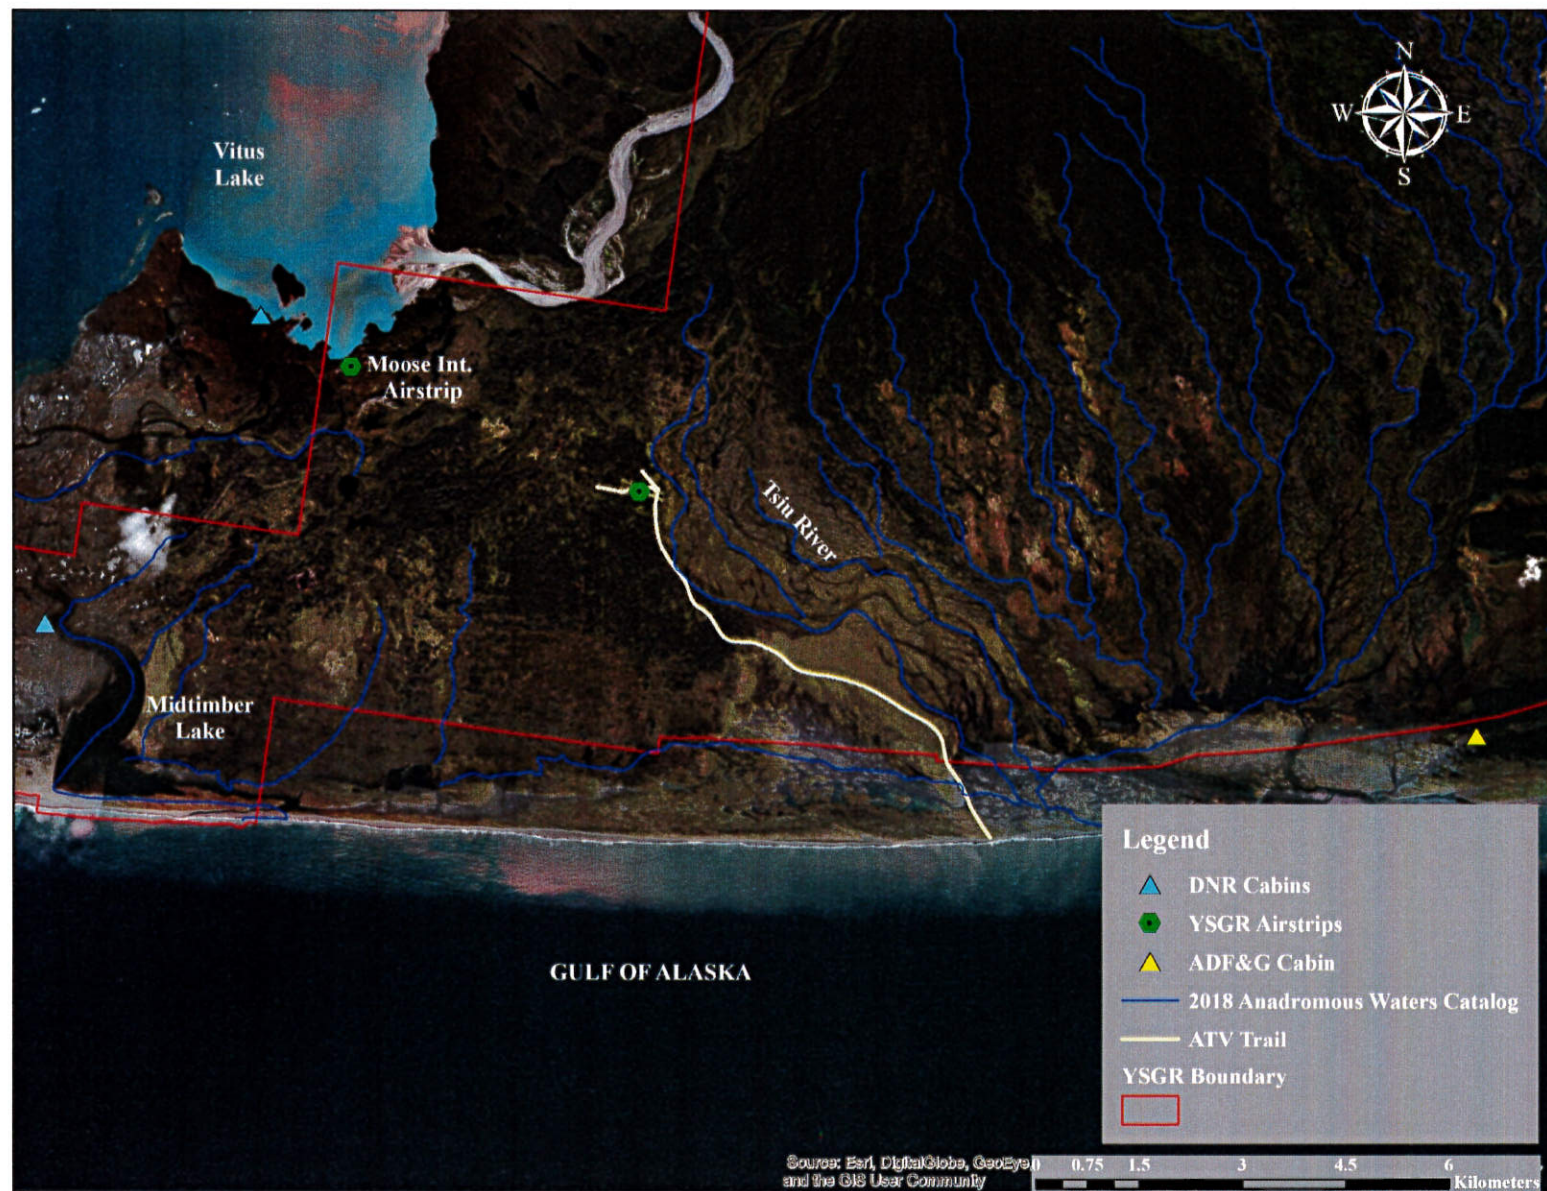 N
W E
S
Vitus
Lake
Moose Int.
Airstrip
Tsiu River
Midtimber
Lake
GULF OF ALASKA
Legend
DNR Cabins
YSGR Airstrips
ADF&G Cabin
2018 Anadromous Waters Catalog
ATV Trail
YSGR Boundary
Source: Esri, DigitalGlobe, GeoEye,
and the GIS User Community
0 0.75 1.5 3 4.5 6
Kilometers